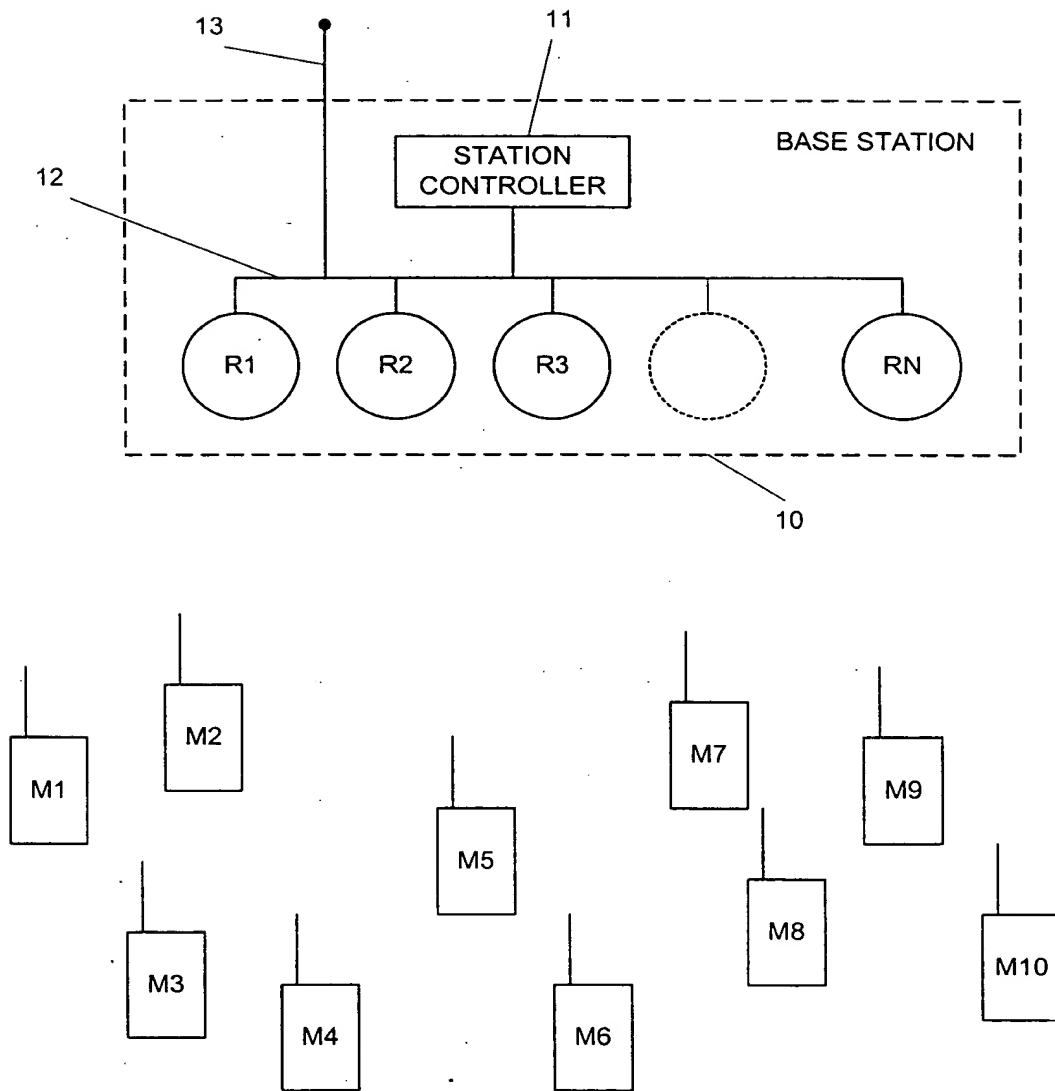 13
11
BASE STATION
STATION
CONTROLLER
12
R1
R2
R3
RN
10
M2
M7
M1
M9
M5
M8
M3
M10
M4
M6